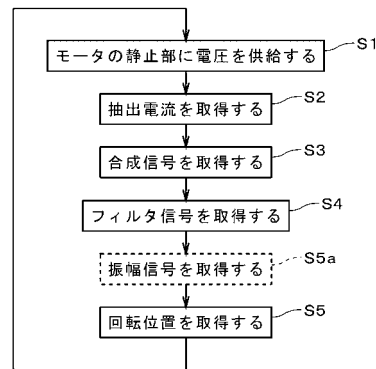 モータの静止部に電圧を供給する S1
抽出電流を取得する S2
合成信号を取得する S3
フィルタ信号を取得する S4
振幅信号を取得する S5a
回転位置を取得する S5